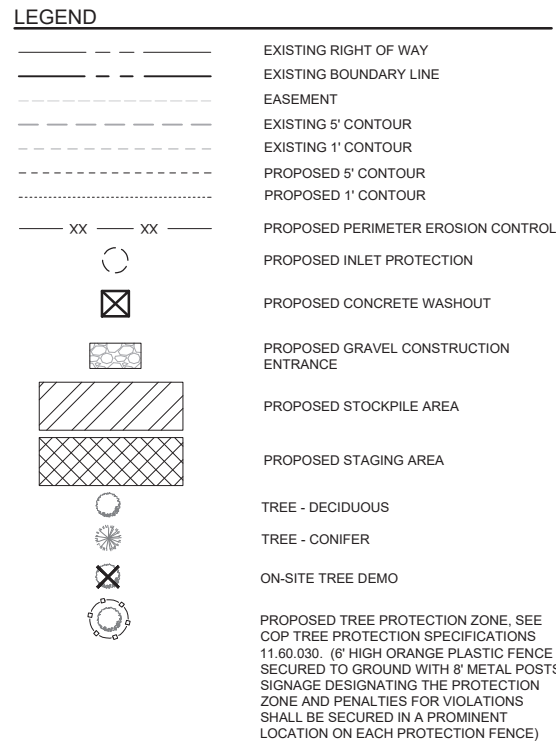 LEGEND
EXISTING RIGHT OF WAY
EXISTING BOUNDARY LINE
EASEMENT
EXISTING 5' CONTOUR
EXISTING 1' CONTOUR
PROPOSED 5' CONTOUR
PROPOSED 1' CONTOUR
XX XX PROPOSED PERIMETER EROSION CONTROL
PROPOSED INLET PROTECTION
PROPOSED CONCRETE WASHOUT
PROPOSED GRAVEL CONSTRUCTION
ENTRANCE
PROPOSED STOCKPILE AREA
PROPOSED STAGING AREA
TREE - DECIDUOUS
TREE - CONIFER
ON-SITE TREE DEMO
PROPOSED TREE PROTECTION ZONE, SEE
COP TREE PROTECTION SPECIFICATIONS
11.60.030. (6' HIGH ORANGE PLASTIC FENCE
SECURED TO GROUND WITH 8' METAL POSTS
SIGNAGE DESIGNATING THE PROTECTION
ZONE AND PENALTIES FOR VIOLATIONS
SHALL BE SECURED IN A PROMINENT
LOCATION ON EACH PROTECTION FENCE)